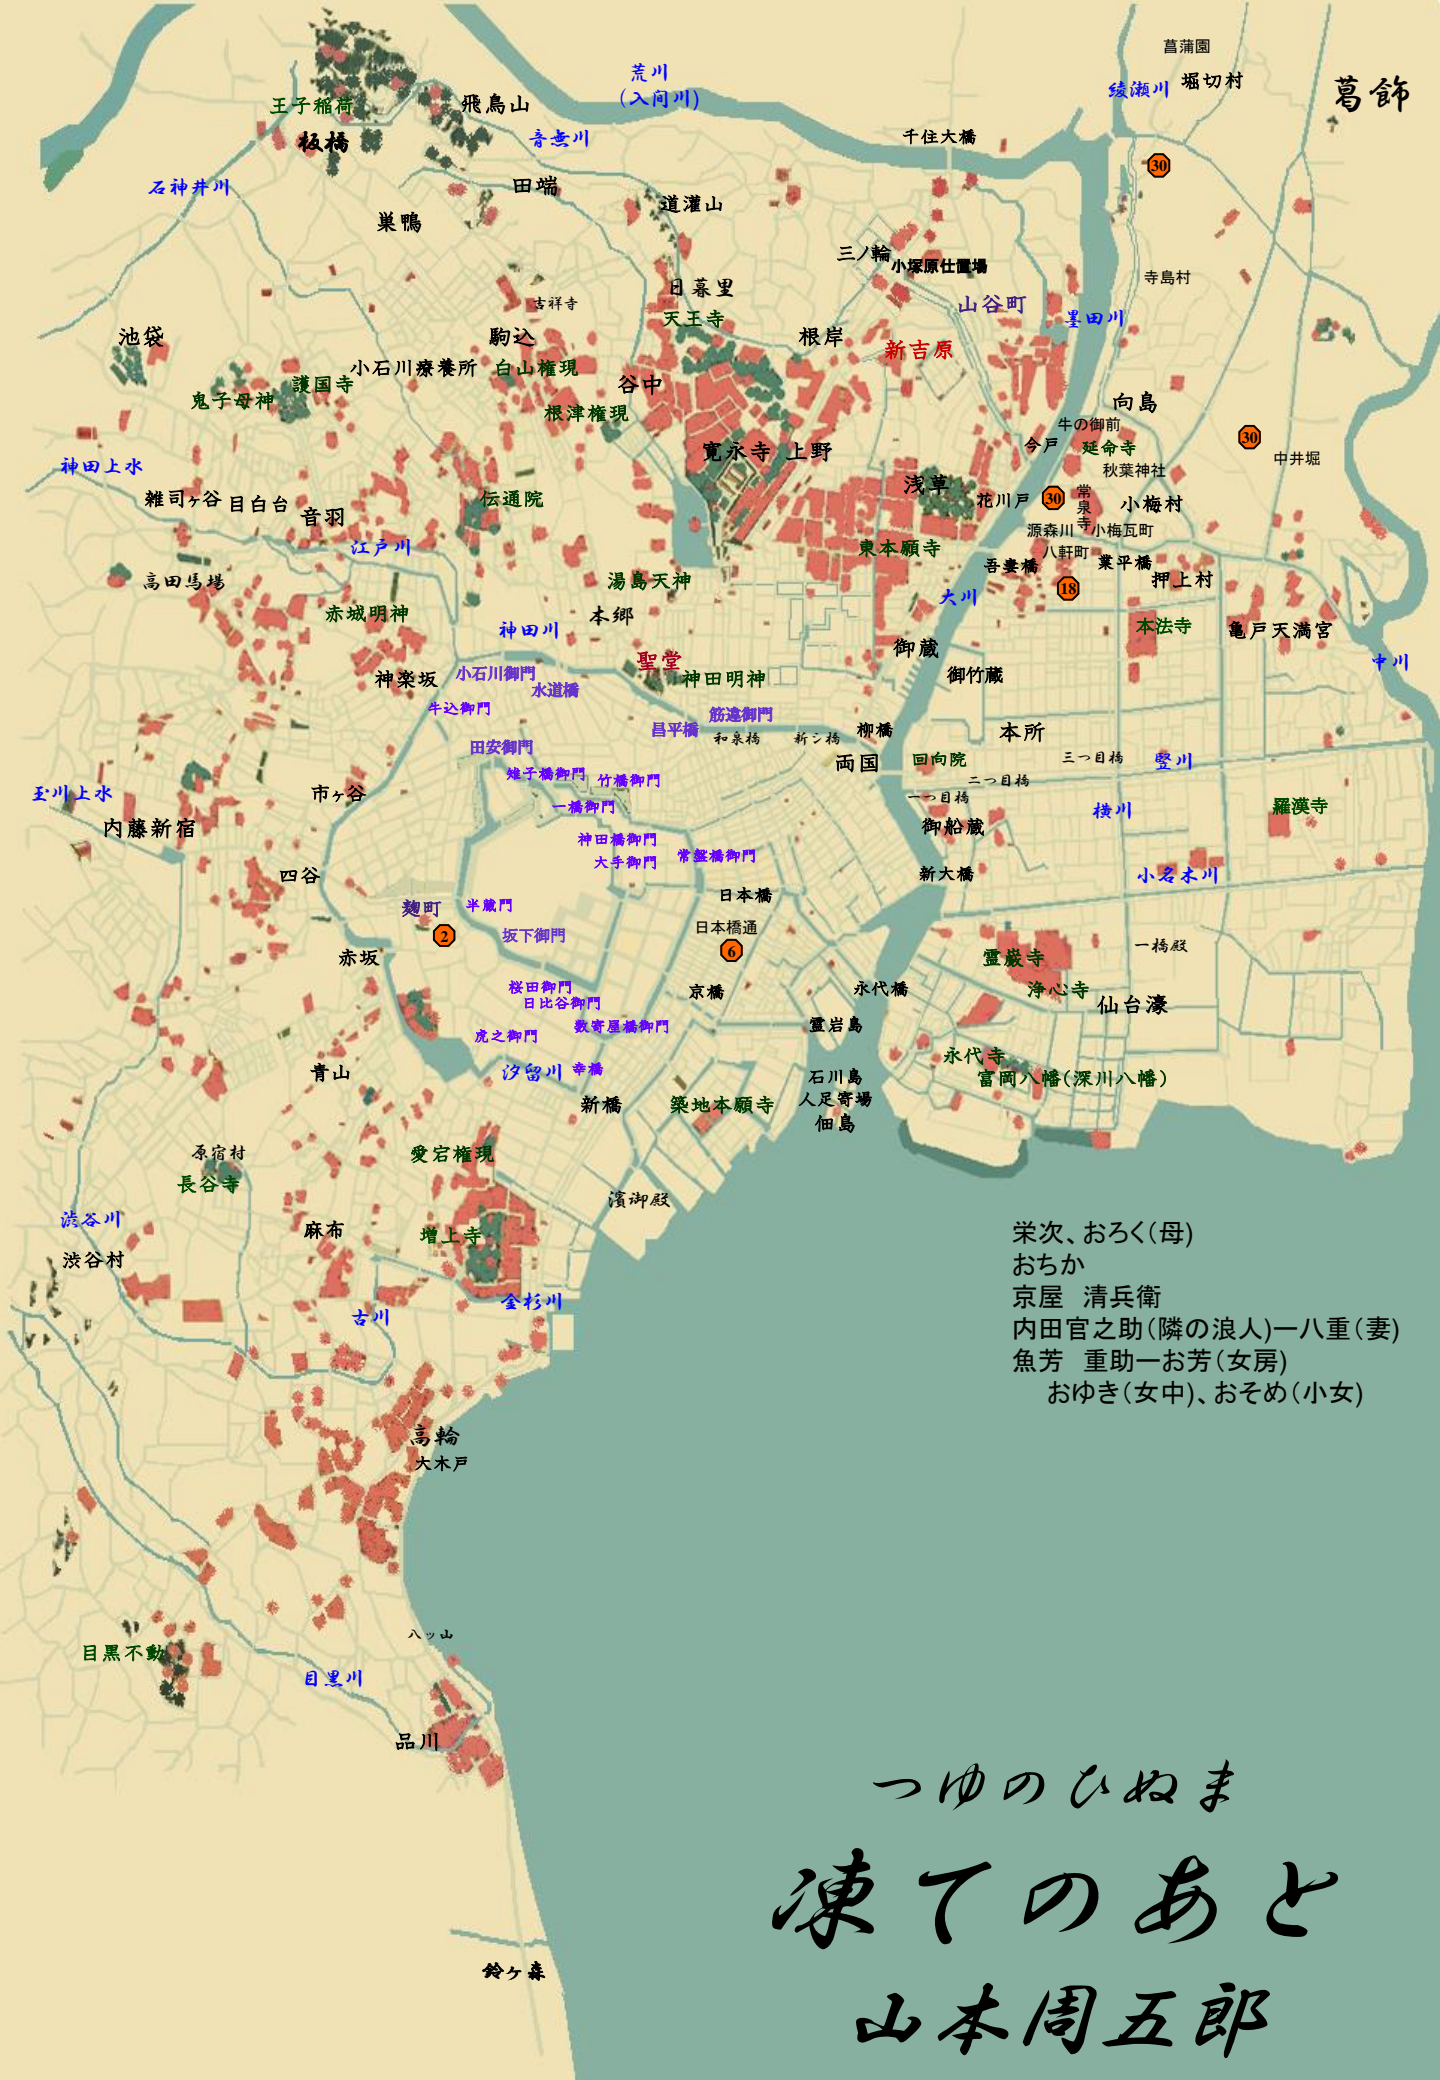 菖蒲園
堀切村
葛飾
綾瀬川
荒川
(入间川)
王子稲荷
飛鳥山
板橋
音無川
千住大橋
30
石神井川
田端
道灌山
巣鴨
三ノ輪
小塚原仕置場
寺島村
日暮里
吉祥寺
山谷町
墨田川
天王寺
池袋
駒込
根岸
新吉原
小石川療養所
白山権現
護国寺
谷中
鬼子母神
根津権現
向島
牛の御前
今戸
延命寺
30
中井堀
寛永寺
上野
神田上水
秋葉神社
浅草
花川戸
30
常泉寺
小梅村
雑司ヶ谷
目白台
音羽
伝通院
源森川
小梅瓦町
江戸川
東本願寺
八軒町
吾妻橋
業平橋
押上村
高田馬場
湯島天神
18
大川
赤城明神
本郷
神田川
本法寺
亀戸天満宮
御蔵
中川
聖堂
神楽坂
小石川御門
水道橋
神田明神
御竹蔵
牛込御門
筋違御門
昌平橋
和泉橋
新シ橋
柳橋
本所
田安御門
両国
回向院
三つ目橋
竪川
雉子橋御門
竹橋御門
二つ目橋
玉川上水
市ヶ谷
一橋御門
一つ目橋
横川
羅漢寺
内藤新宿
神田橋御門
御船蔵
大手御門
常盤橋御門
四谷
新大橋
小名木川
日本橋
麹町
半蔵門
2
坂下御門
日本橋通
6
赤坂
霊巌寺
一橋殿
桜田御門
日比谷御門
京橋
永代橋
浄心寺
仙台濠
数寄屋橋御門
霊岩島
虎之御門
永代寺
青山
汐留川
幸橋
石川島
富岡八幡(深川八幡)
人足寄場
新橋
築地本願寺
佃島
原宿村
愛宕権現
長谷寺
濱御殿
渋谷川
麻布
増上寺
渋谷村
栄次、おろく(母)
おちか
京屋　清兵衛
内田官之助(隣の浪人)ー八重(妻)
魚芳　重助ーお芳(女房)
おゆき(女中)、おそめ(小女)
古川
金杉川
高輪
大木戸
八ッ山
目黒不動
目黒川
品川
つゆのひぬま
凍てのあと
鈴ヶ森
山本周五郎